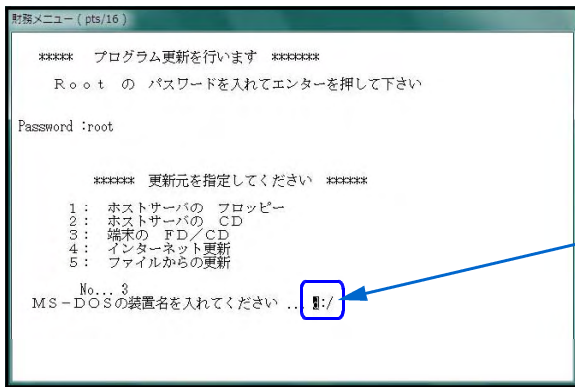 財務メニュー ( pts/16 )
***** プログラム更新を行います *******
Ｒｏｏｔ の パスワードを入れてエンターを押して下さい
Password :root
****** 更新元を指定してください ******
1： ホストサーバの フロッピー
2： ホストサーバの ＣＤ
3： 端末の ＦＤ／ＣＤ
4： インターネット更新
5： ファイルからの更新
No... 3
ＭＳ－ＤＯＳの装置名を入れてください ... :/